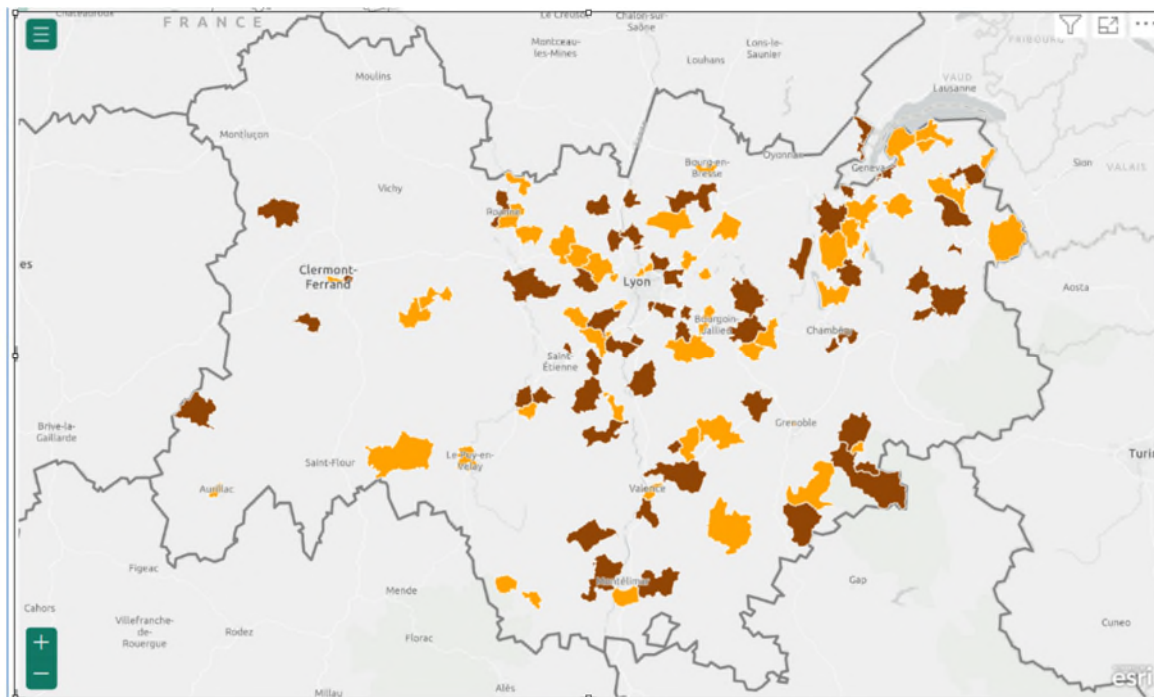 Châteauroux
FRANCE
Le Creusot
Chalon-sur-
Saône
Montceau-
les-Mines
Lons-le-
Saunier
Louhans
FRIBOURG
Moulins
VAUD
Lausanne
Montluçon
Oyonnax
Bourg-en-
Bresse
Genève
Sion
VALAIS
Vichy
Roanne
es
Clermont-
Ferrand
Lyon
Aosta
Bourgoin-
Jallieu
Chambéry
Saint-
Étienne
Brive-la-
Gaillarde
Grenoble
Saint-Flour
Le-Puy-en-
Velay
Turin
Aurillac
Valence
Figeac
Mende
Montélimar
Gap
Cahors
Villefranche-
de-
Rouergue
Rodez
Florac
Cuneo
Millau
Alès
esri